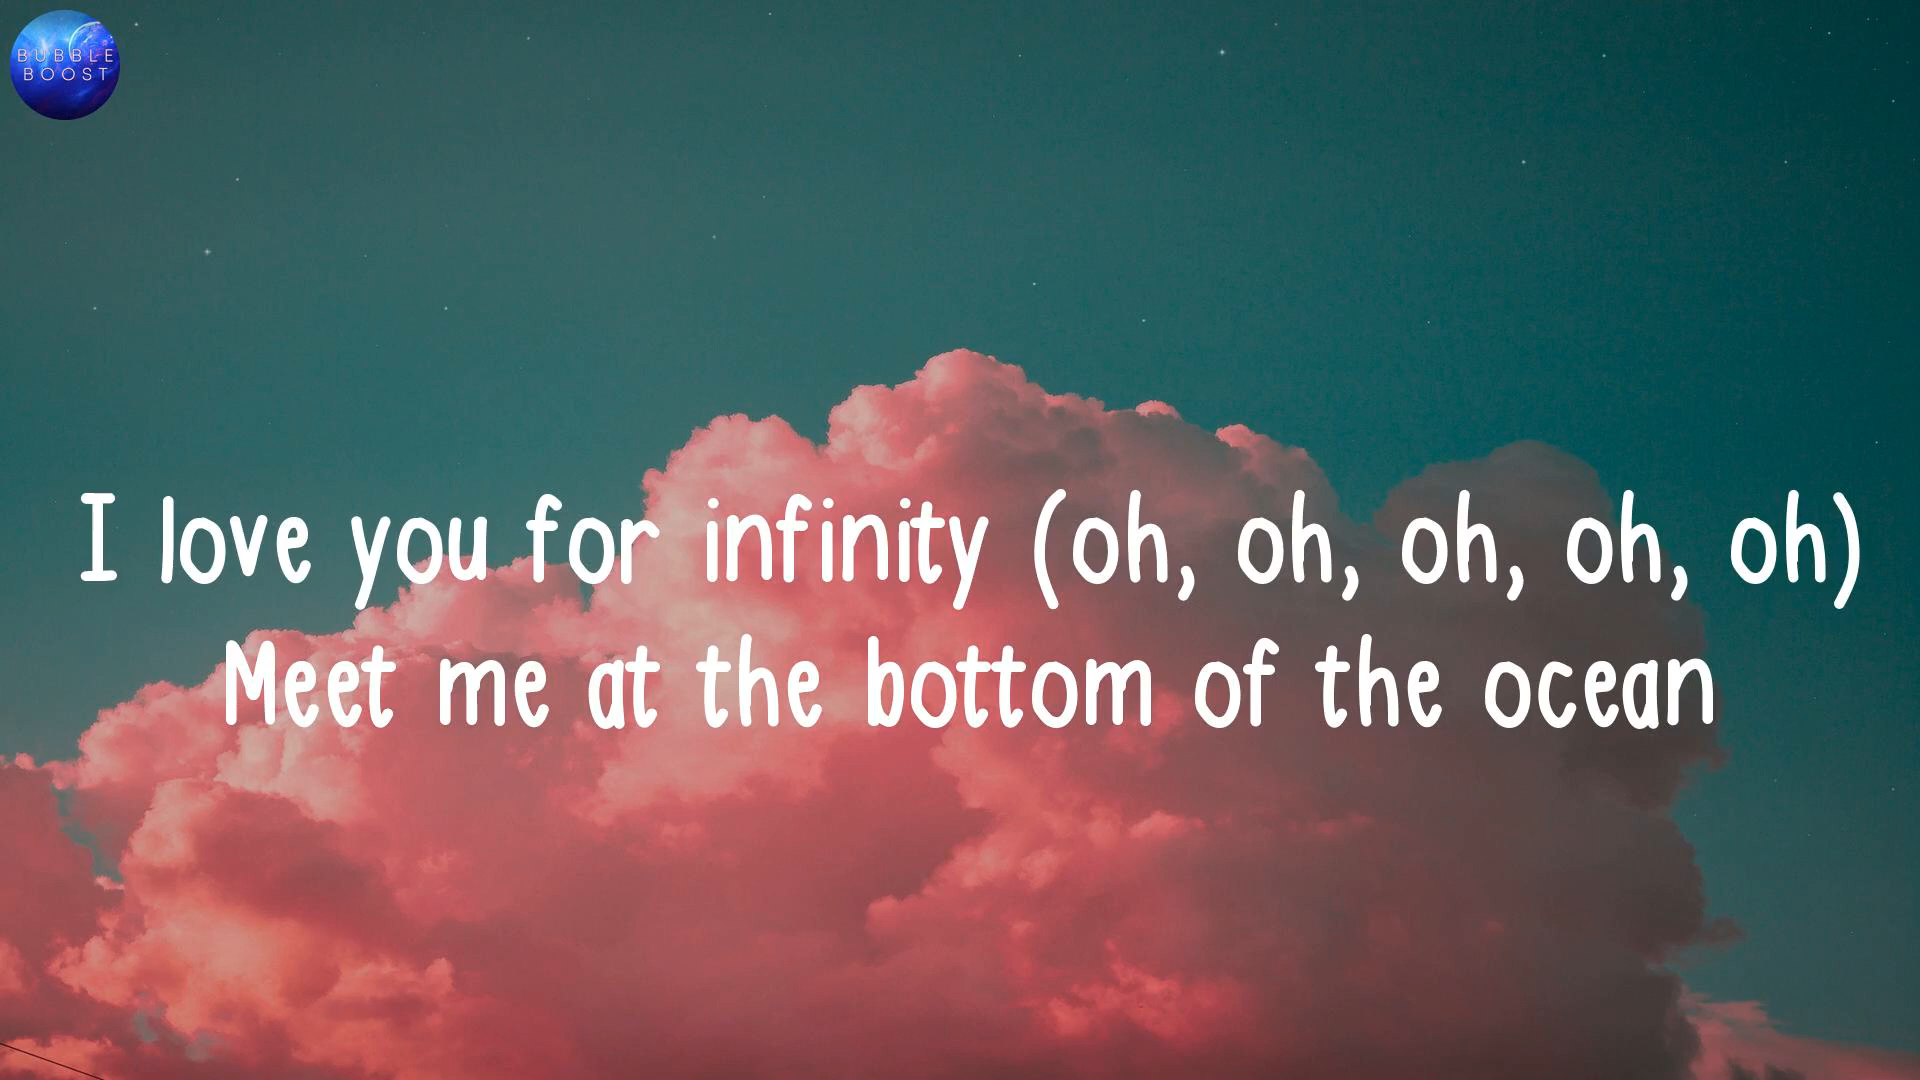 BUBBLE
BOOST
I love you for infinity (oh, oh, oh, oh, oh)
Meet me at the bottom of the ocean